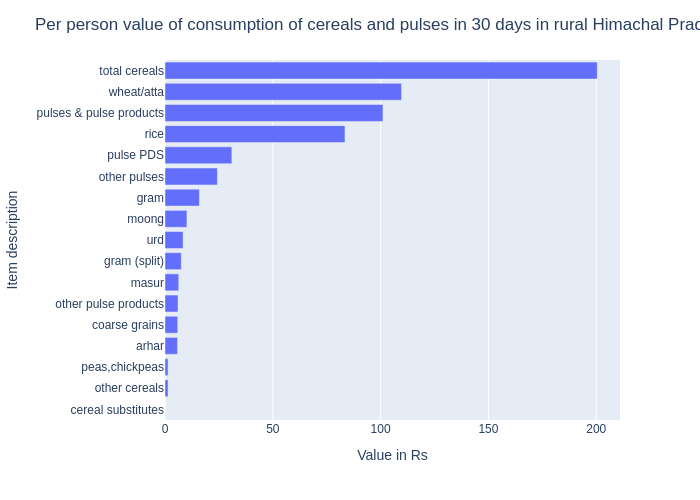 Per person value of consumption of cereals and pulses in 30 days in rural Himachal
total cereals
wheat/atta
pulses & pulse products
rice
pulse PDS
other pulses
gram
moong
urd
gram (split)
masur
other pulse products
coarse grains
arhar
peas,chickpeas
other cereals
cereal substitutes
Item description
0 50 100 150 200
Value in Rs